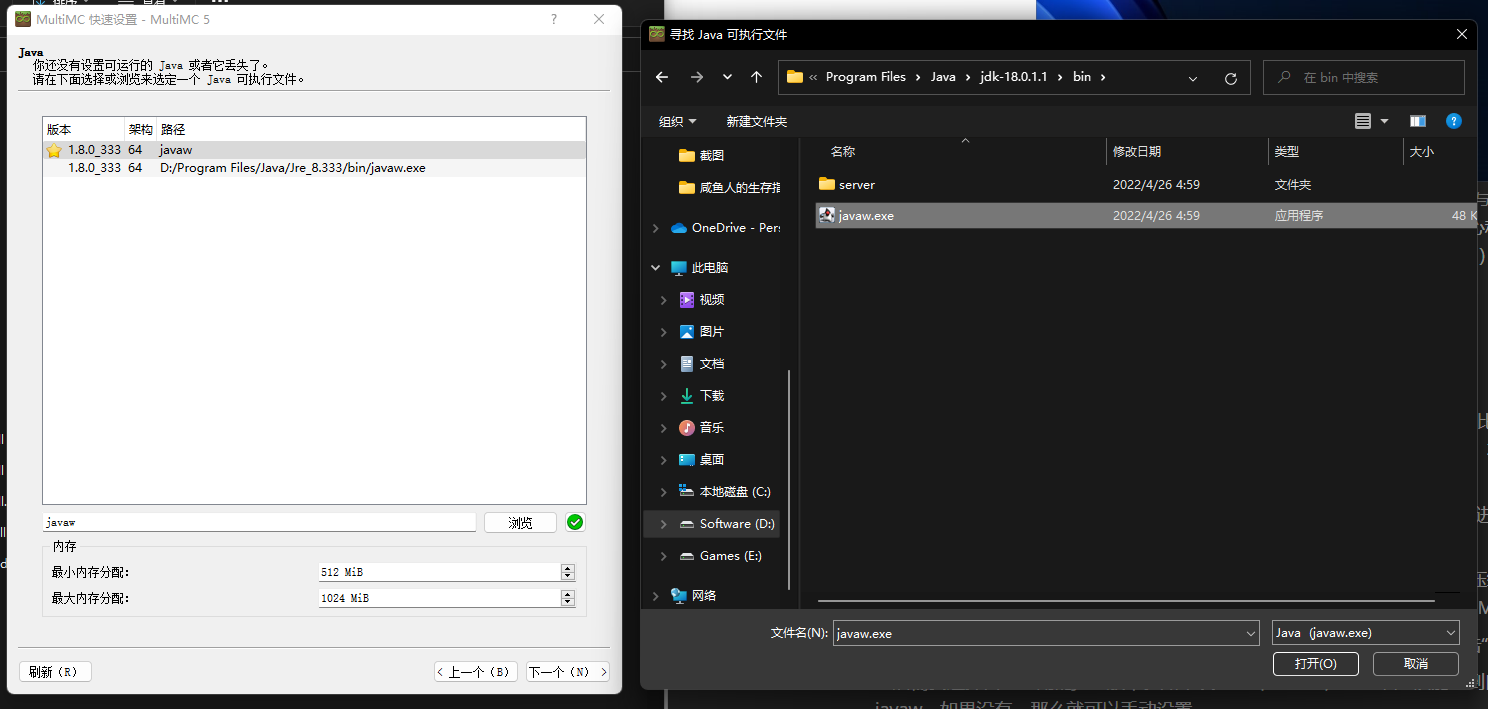 MultiMC 快速设置 - MultiMC 5
Java
你还没有设置可运行的 Java 或者它丢失了。
请在下面选择或浏览来选定一个 Java 可执行文件。
版本 架构 路径
1.8.0_333 64 javaw
1.8.0_333 64 D:/Program Files/Java/Jre_8.333/bin/javaw.exe
javaw
浏览
内存
最小内存分配:
512 MiB
最大内存分配:
1024 MiB
刷新 (R)
< 上一个 (B)
下一个 (N) >
寻找 Java 可执行文件
« Program Files › Java › jdk-18.0.1.1 › bin ›
在 bin 中搜索
组织
新建文件夹
截图
咸鱼人的生存指
OneDrive - Pers
此电脑
视频
图片
文档
下载
音乐
桌面
本地磁盘 (C:)
Software (D:)
Games (E:)
网络
名称 修改日期 类型 大小
server 2022/4/26 4:59 文件夹
javaw.exe 2022/4/26 4:59 应用程序 48 K
文件名(N):
javaw.exe
Java (javaw.exe)
打开(O)
取消
javaw，如果没有，那么就可以手动设置